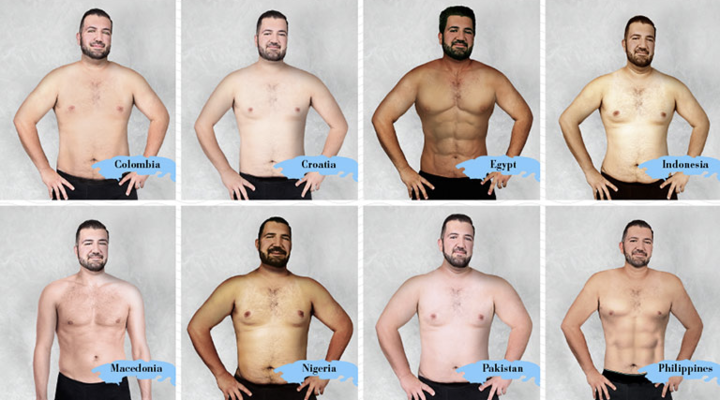 Colombia
Croatia
Egypt
Indonesia
Macedonia
Nigeria
Pakistan
Philippines